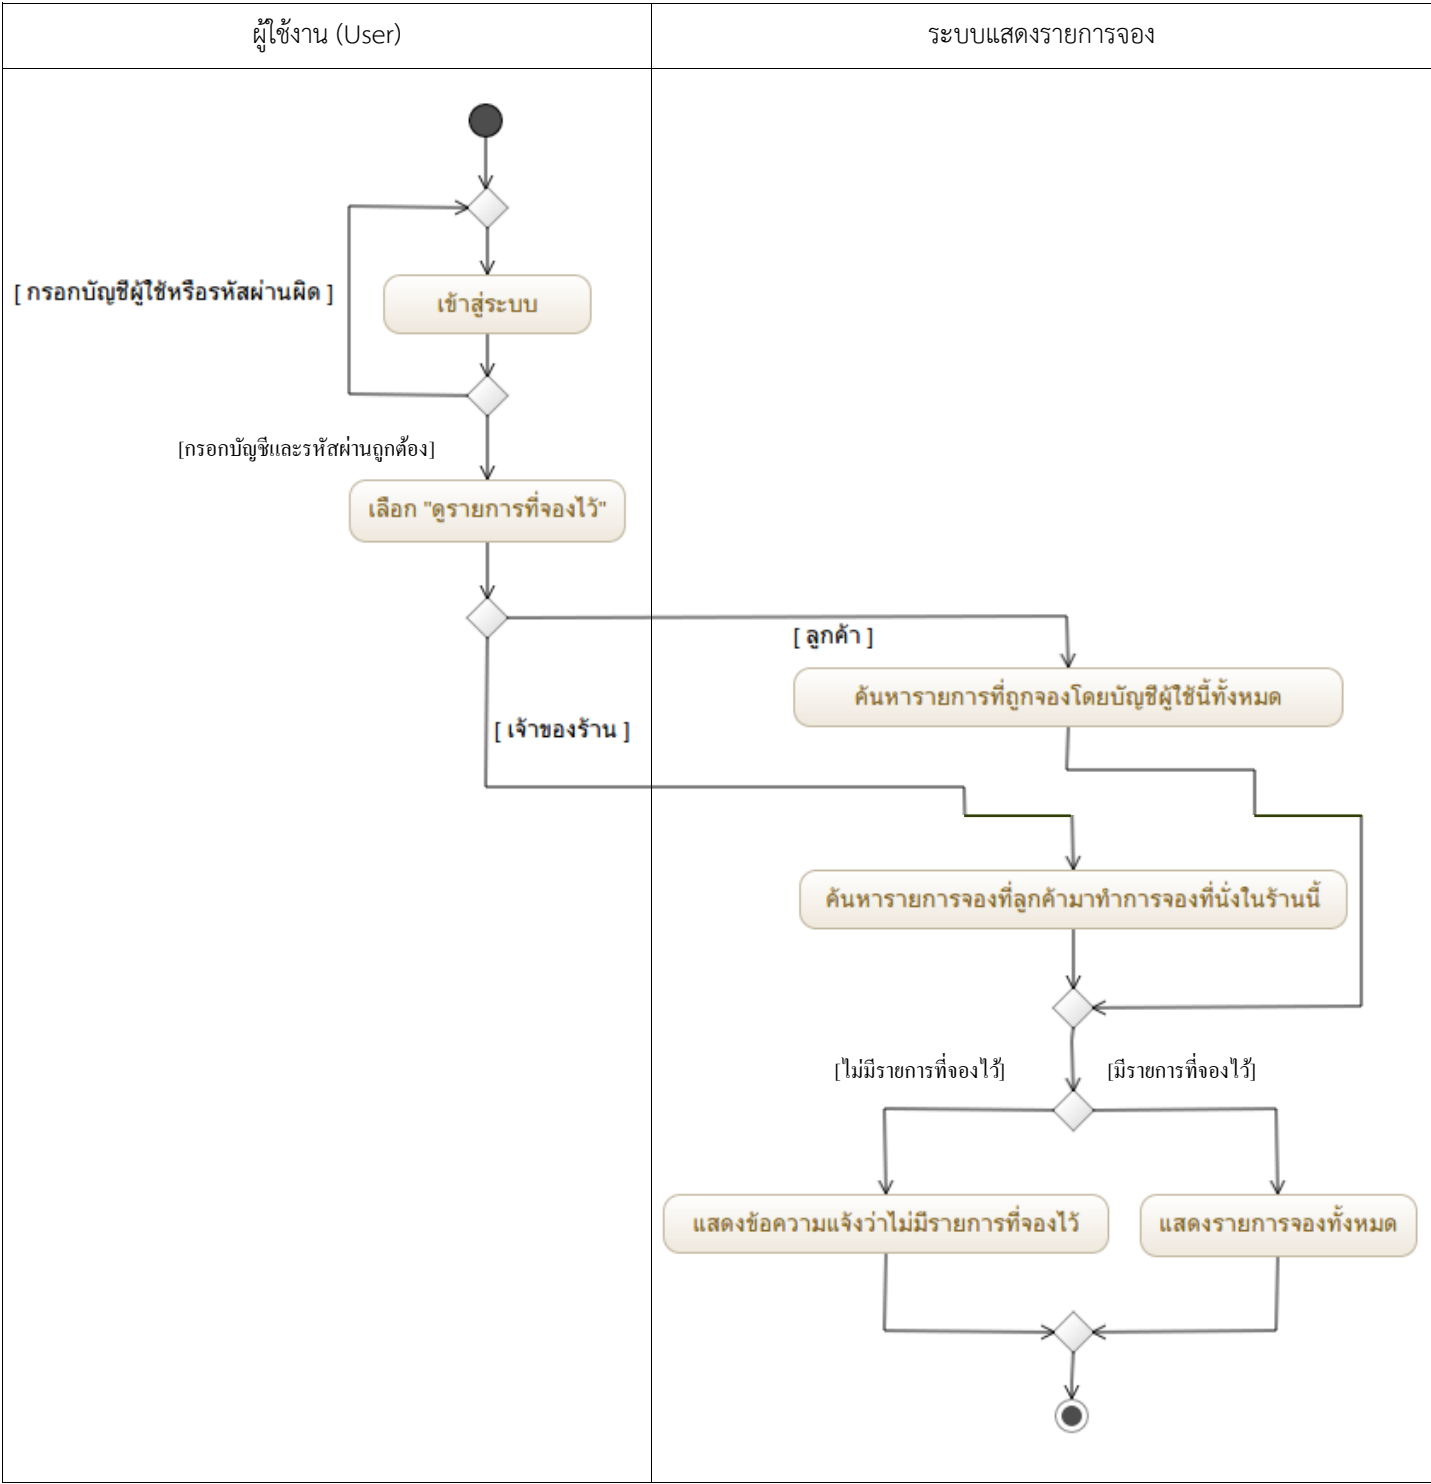 ผู้ใช้งาน (User)
ระบบแสดงรายการจอง
[ กรอกบัญชีผู้ใช้หรือรหัสผ่านผิด ]
เข้าสู่ระบบ
[กรอกบัญชีและรหัสผ่านถูกต้อง]
เลือก "ดูรายการที่จองไว้"
[ ลูกค้า ]
ค้นหารายการที่ถูกจองโดยบัญชีผู้ใช้นี้ทั้งหมด
[ เจ้าของร้าน ]
ค้นหารายการจองที่ลูกค้ามาทำการจองที่นั่งในร้านนี้
[ไม่มีรายการที่จองไว้]
[มีรายการที่จองไว้]
แสดงข้อความแจ้งว่าไม่มีรายการที่จองไว้
แสดงรายการจองทั้งหมด